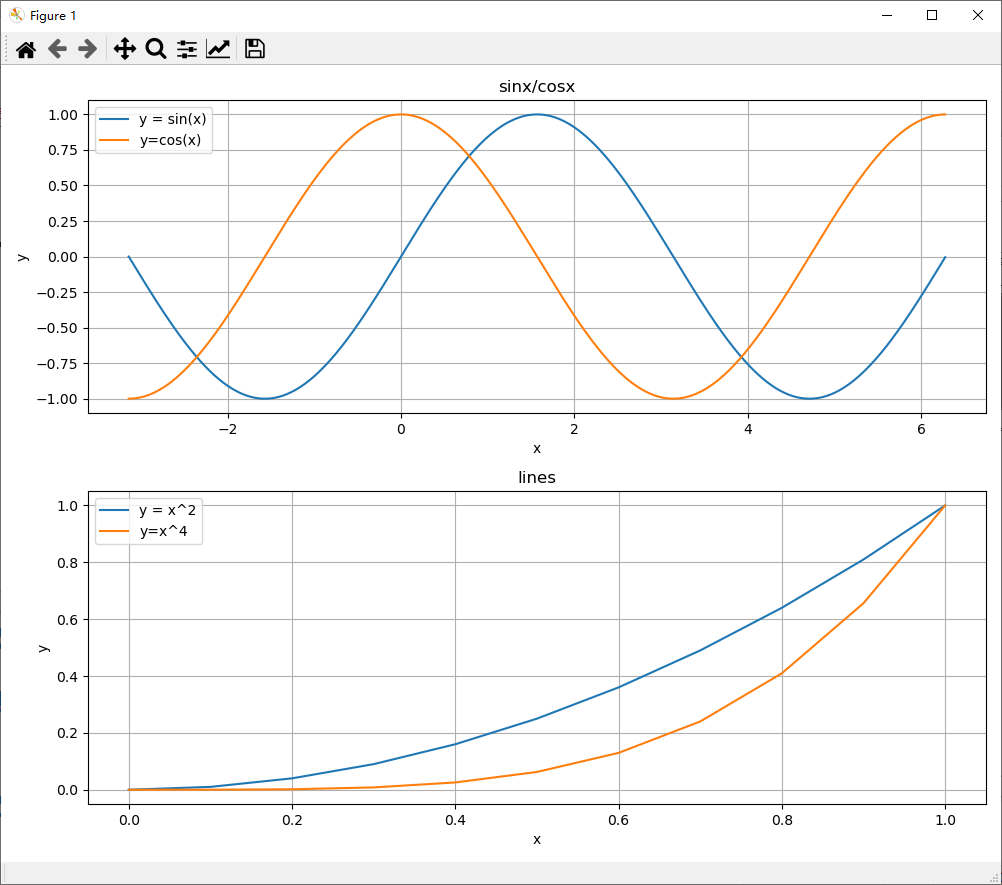 Figure 1
sinx/cosx
y = sin(x)
y=cos(x)
1.00
0.75
0.50
0.25
0.00
−0.25
−0.50
−0.75
−1.00
y
−2 0 2 4 6
x
lines
y = x^2
y=x^4
1.0
0.8
0.6
0.4
0.2
0.0
y
0.0 0.2 0.4 0.6 0.8 1.0
x